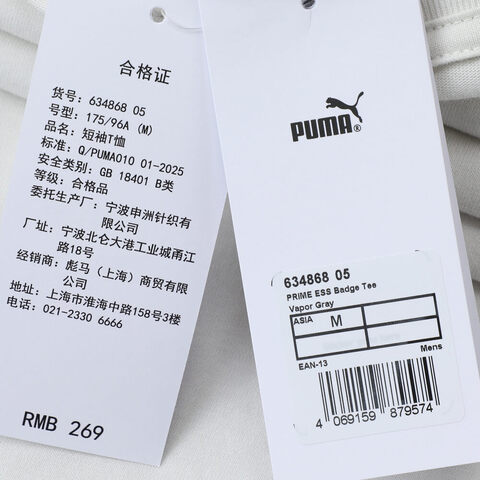 合格证
货号: 634868 05
号型: 175/96A (M)
品名: 短袖T恤
标准: Q/PUMA010 01-2025
安全类别: GB 18401 B类
等级: 合格品
委托生产厂: 宁波申洲针织有
限公司
厂址: 宁波北仑大港工业城甬江
路18号
经销商: 彪马（上海）商贸有限
公司
地址: 上海市淮海中路158号3楼
电话: 021-2330 6666
RMB 269
PUMA®
634868 05
PRIME ESS Badge Tee
Vapor Gray
ASIA M
EAN-13 Mens
4 069159 879574